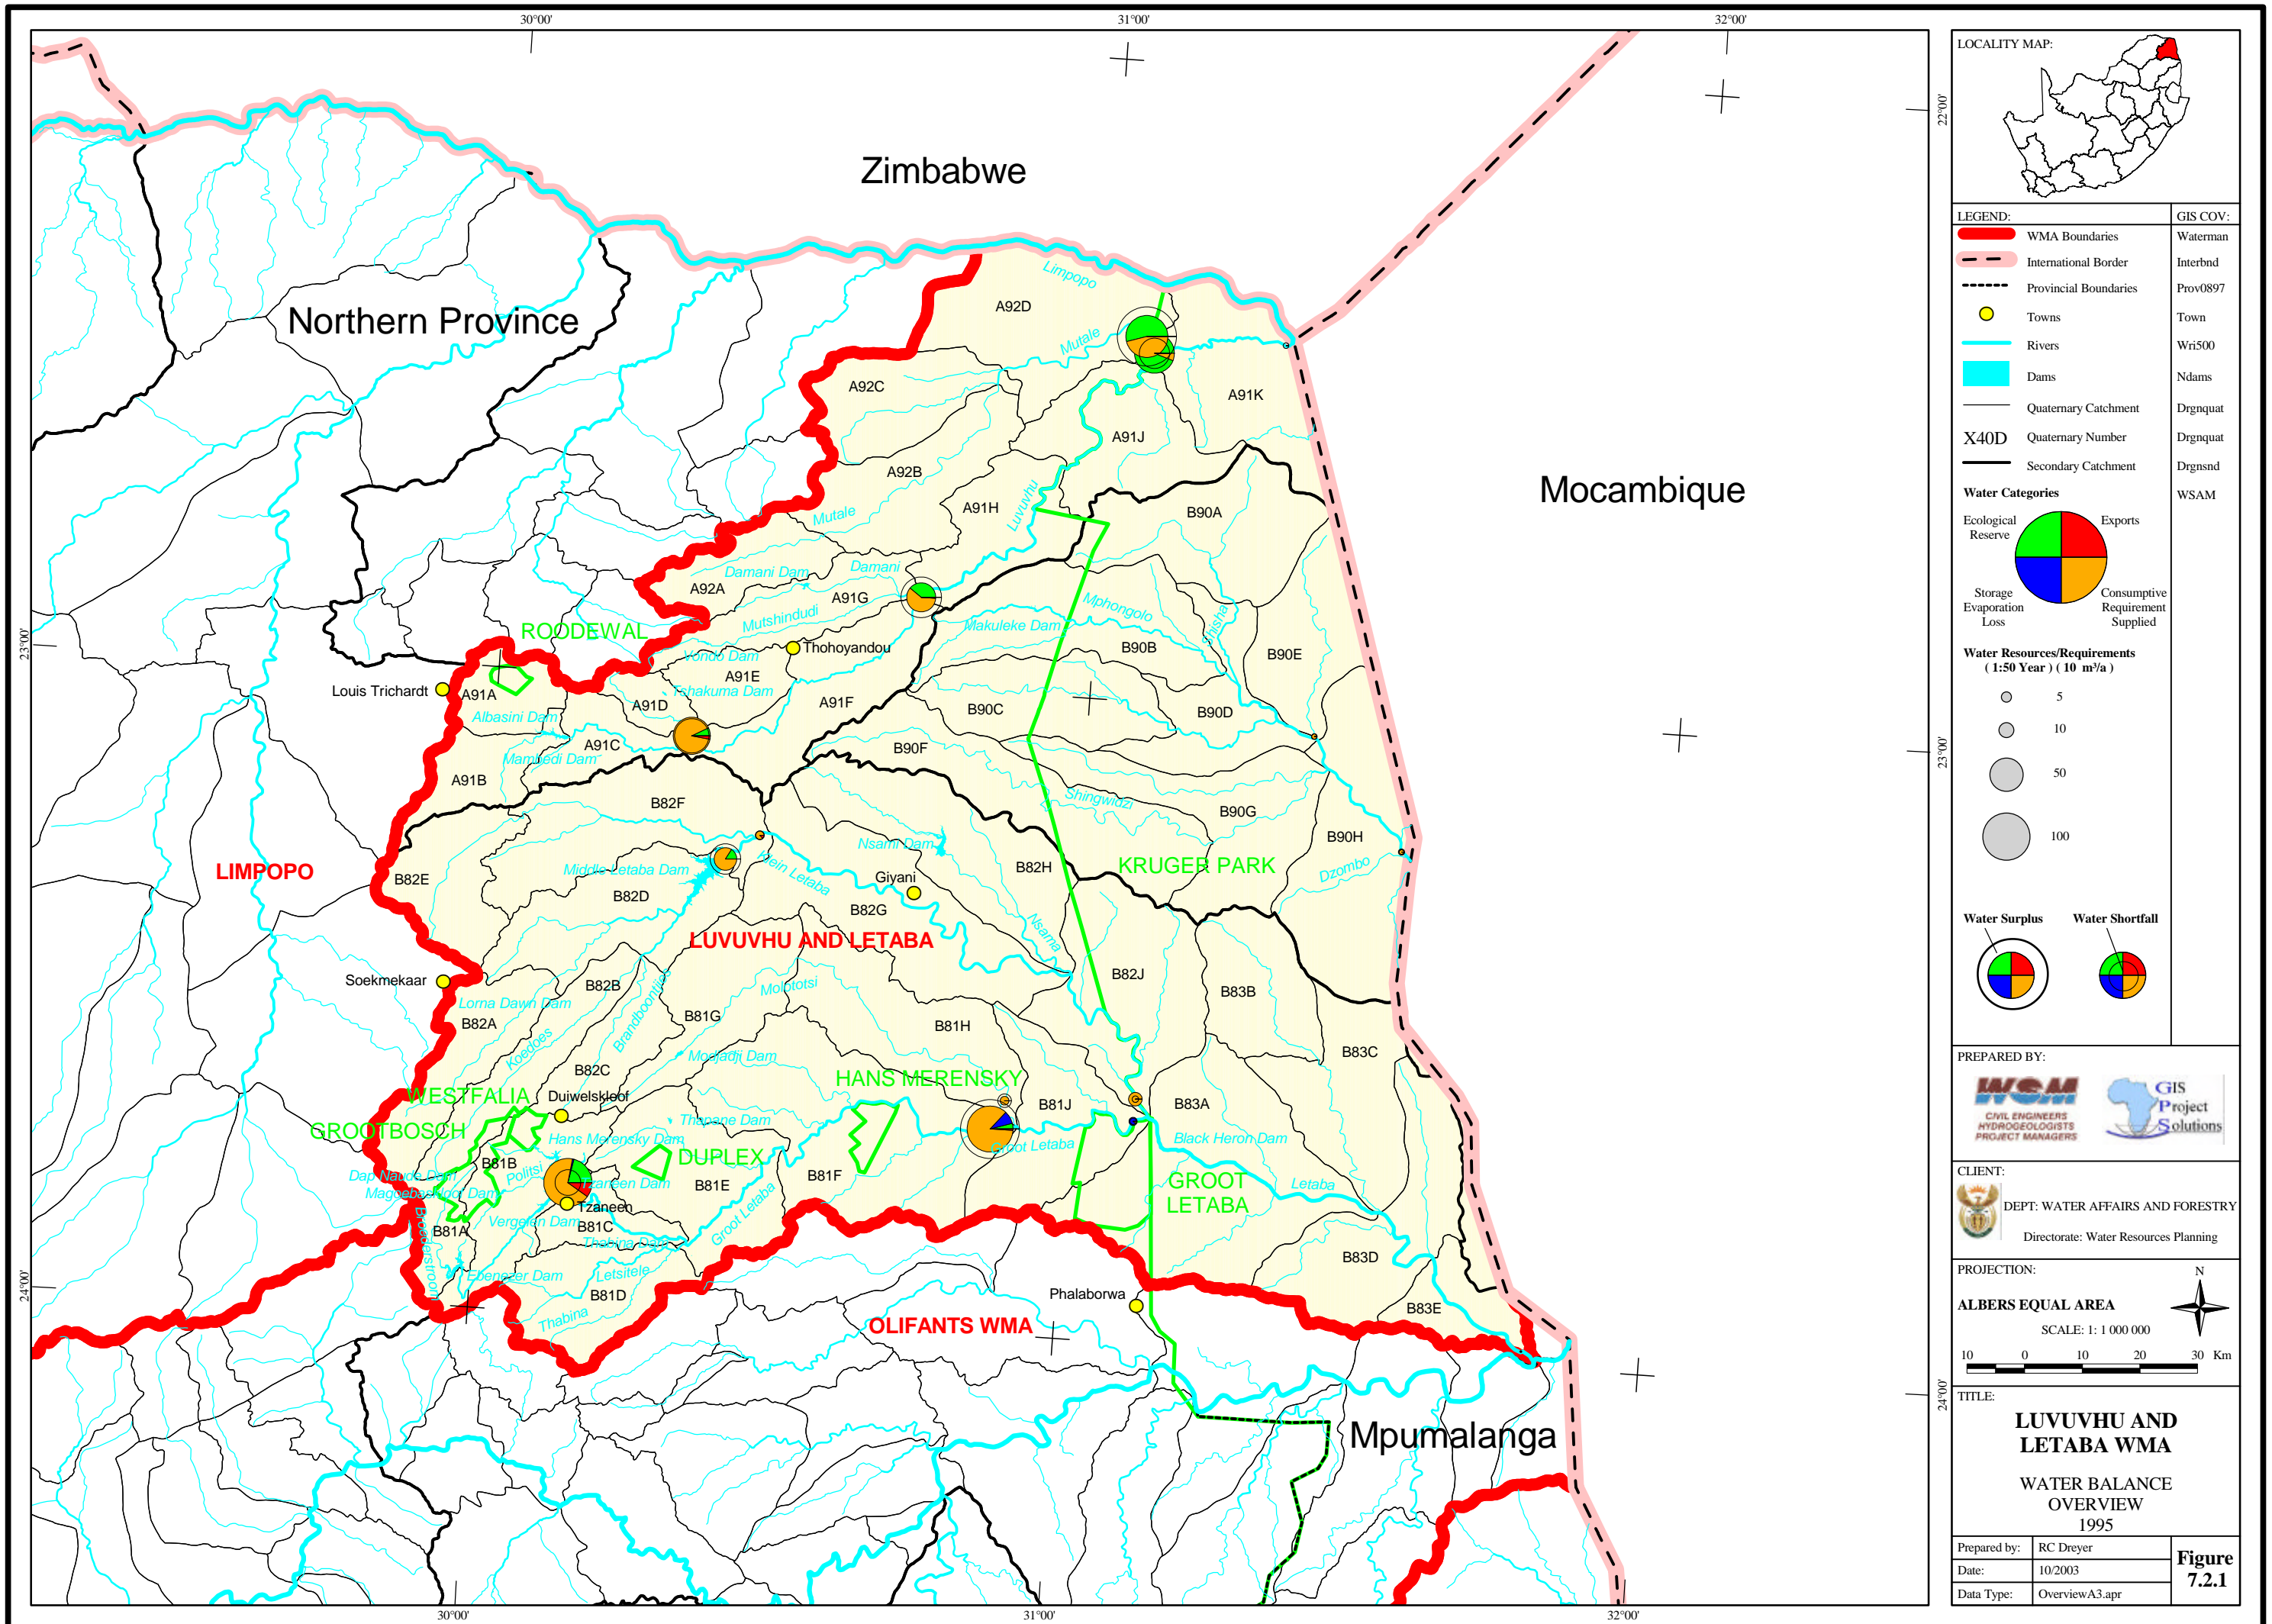 30°00'
31°00'
32°00'
22°00'
23°00'
23°00'
24°00'
24°00'
30°00'
31°00'
32°00'
Zimbabwe
Northern Province
Mocambique
Mpumalanga
LIMPOPO
LUVUVHU AND LETABA
OLIFANTS WMA
Limpopo
A92D
Mutale
A92C
A91K
A91J
A92B
A91H
Luvuvhu
B90A
Mutale
Damani Dam
Damani
A92A
A91G
Mutshindudi
Mphongolo
Makuleke Dam
Shisha
ROODEWAL
Thohoyandou
Vondo Dam
B90B
B90E
A91E
Tshakuma Dam
Louis Trichardt
A91A
A91D
A91F
B90C
B90D
Albasini Dam
A91C
Mambedi Dam
B90F
A91B
B82F
Shingwidzi
B90G
B90H
Nsami Dam
Klein Letaba
Middle Letaba Dam
B82H
KRUGER PARK
B82E
Dzombo
Giyani
B82D
B82G
Nsama
B82J
Soekmekaar
B82B
B83B
Lorna Dawn Dam
Molototsi
B82A
Brandboontjies
B81G
B81H
Koedoes
Modjadji Dam
B83C
B82C
HANS MERENSKY
WESTFALIA
Duiwelskloof
B81J
B83A
GROOTBOSCH
Thapane Dam
Hans Merensky Dam
Groot Letaba
Black Heron Dam
B81B
DUPLEX
Politsi
Dap Naude Dam
Tzaneen Dam
B81E
B81F
GROOT
LETABA
Letaba
Magoebaskloof Dam
Tzaneen
Vergelen Dam
B81C
Groot Letaba
B81A
Broederstroom
Thabina Dam
B83D
Ebenezer Dam
Letsitele
B81D
Phalaborwa
B83E
Thabina
LOCALITY MAP:
LEGEND:
GIS COV:
WMA Boundaries
Waterman
International Border
Interbnd
Provincial Boundaries
Prov0897
Towns
Town
Rivers
Wri500
Dams
Ndams
Quaternary Catchment
Drgnquat
X40D
Quaternary Number
Drgnquat
Secondary Catchment
Drgnsnd
Water Categories
WSAM
Ecological
Reserve
Exports
Storage
Evaporation
Loss
Consumptive
Requirement
Supplied
Water Resources/Requirements
( 1:50 Year ) ( 10 m³/a )
5
10
50
100
Water Surplus
Water Shortfall
PREPARED BY:
WSM
CIVIL ENGINEERS
HYDROGEOLOGISTS
PROJECT MANAGERS
GIS
Project
Solutions
CLIENT:
DEPT: WATER AFFAIRS AND FORESTRY
Directorate: Water Resources Planning
PROJECTION:
N
ALBERS EQUAL AREA
SCALE: 1: 1 000 000
10 0 10 20 30 Km
TITLE:
LUVUVHU AND
LETABA WMA
WATER BALANCE
OVERVIEW
1995
Prepared by:
RC Dreyer
Date:
10/2003
Data Type:
OverviewA3.apr
Figure
7.2.1